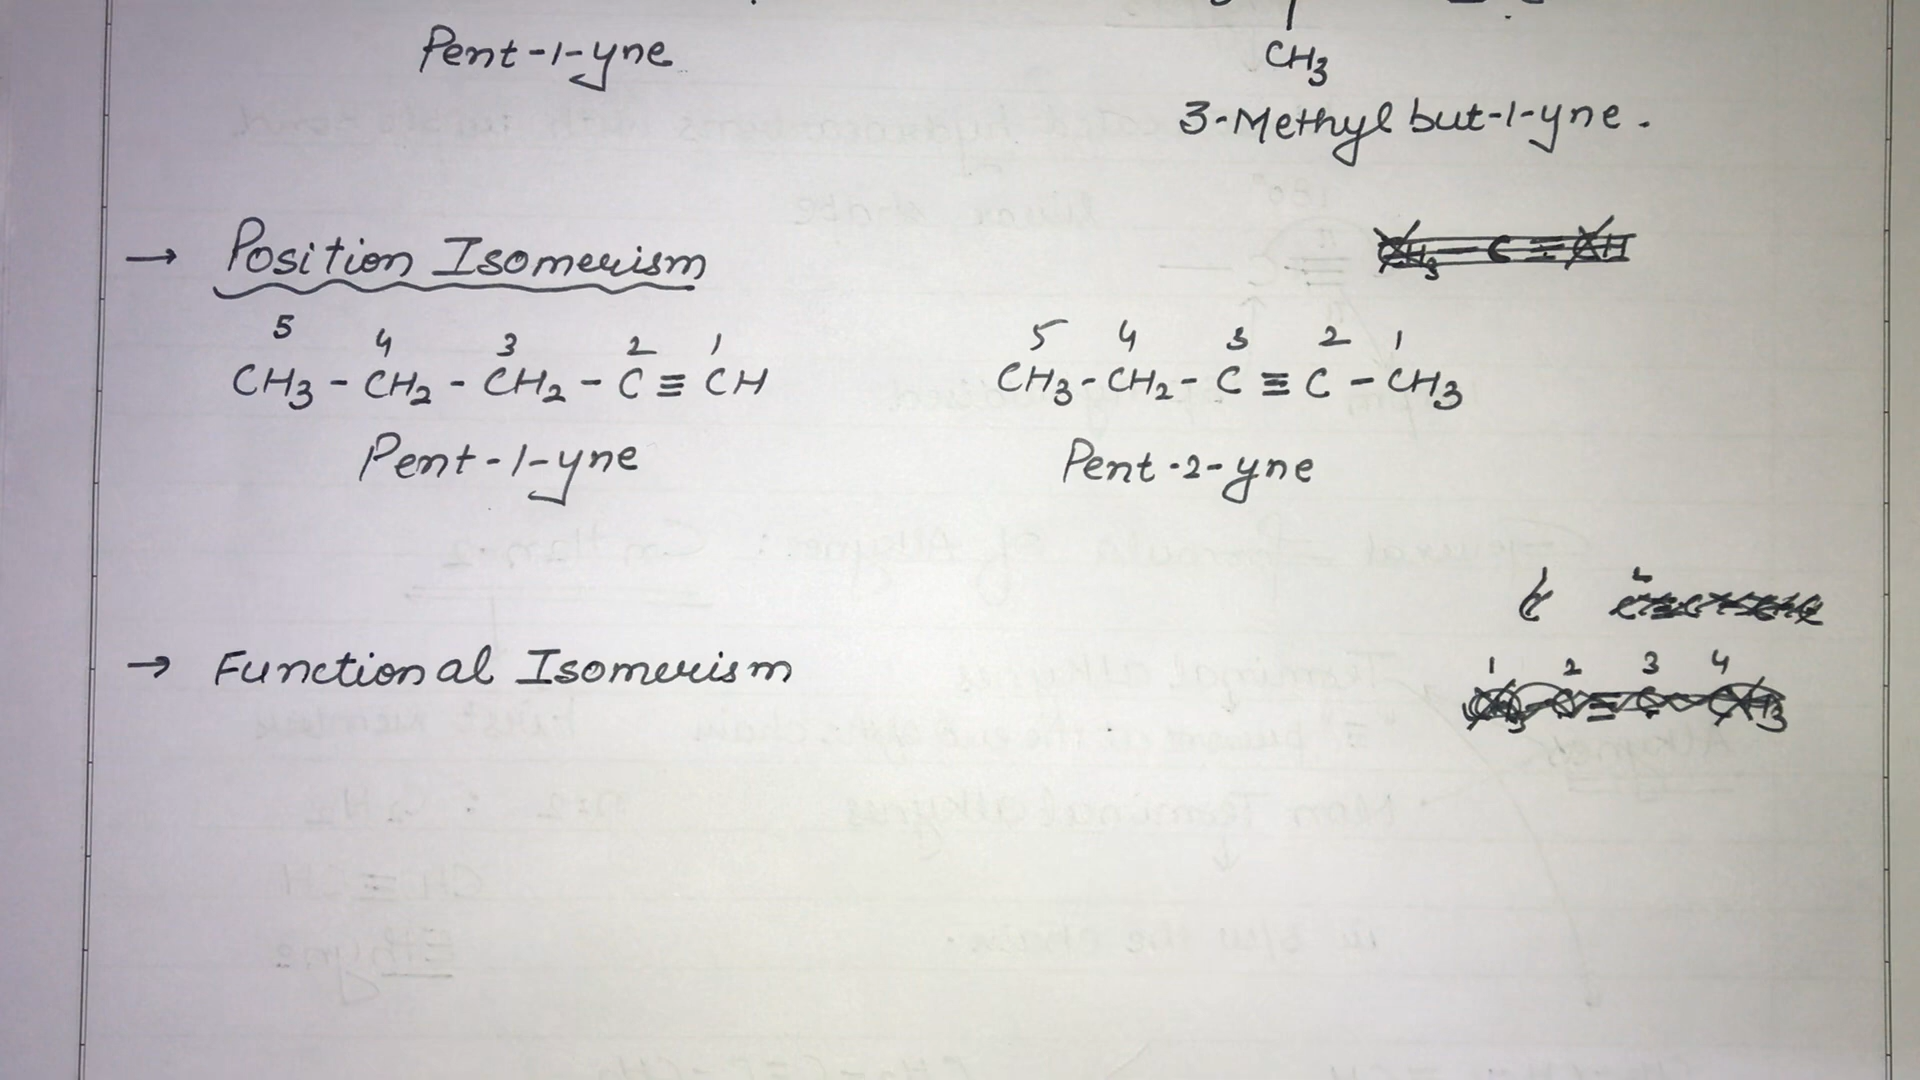 Pent-1-yne
CH3
3-Methyl but-1-yne.
→ Position Isomerism
5 4 3 2 1
CH3 - CH2 - CH2 - C ≡ CH
Pent-1-yne
5 4 3 2 1
CH3 - CH2 - C ≡ C - CH3
Pent-2-yne
→ Functional Isomerism
1 2 3 4